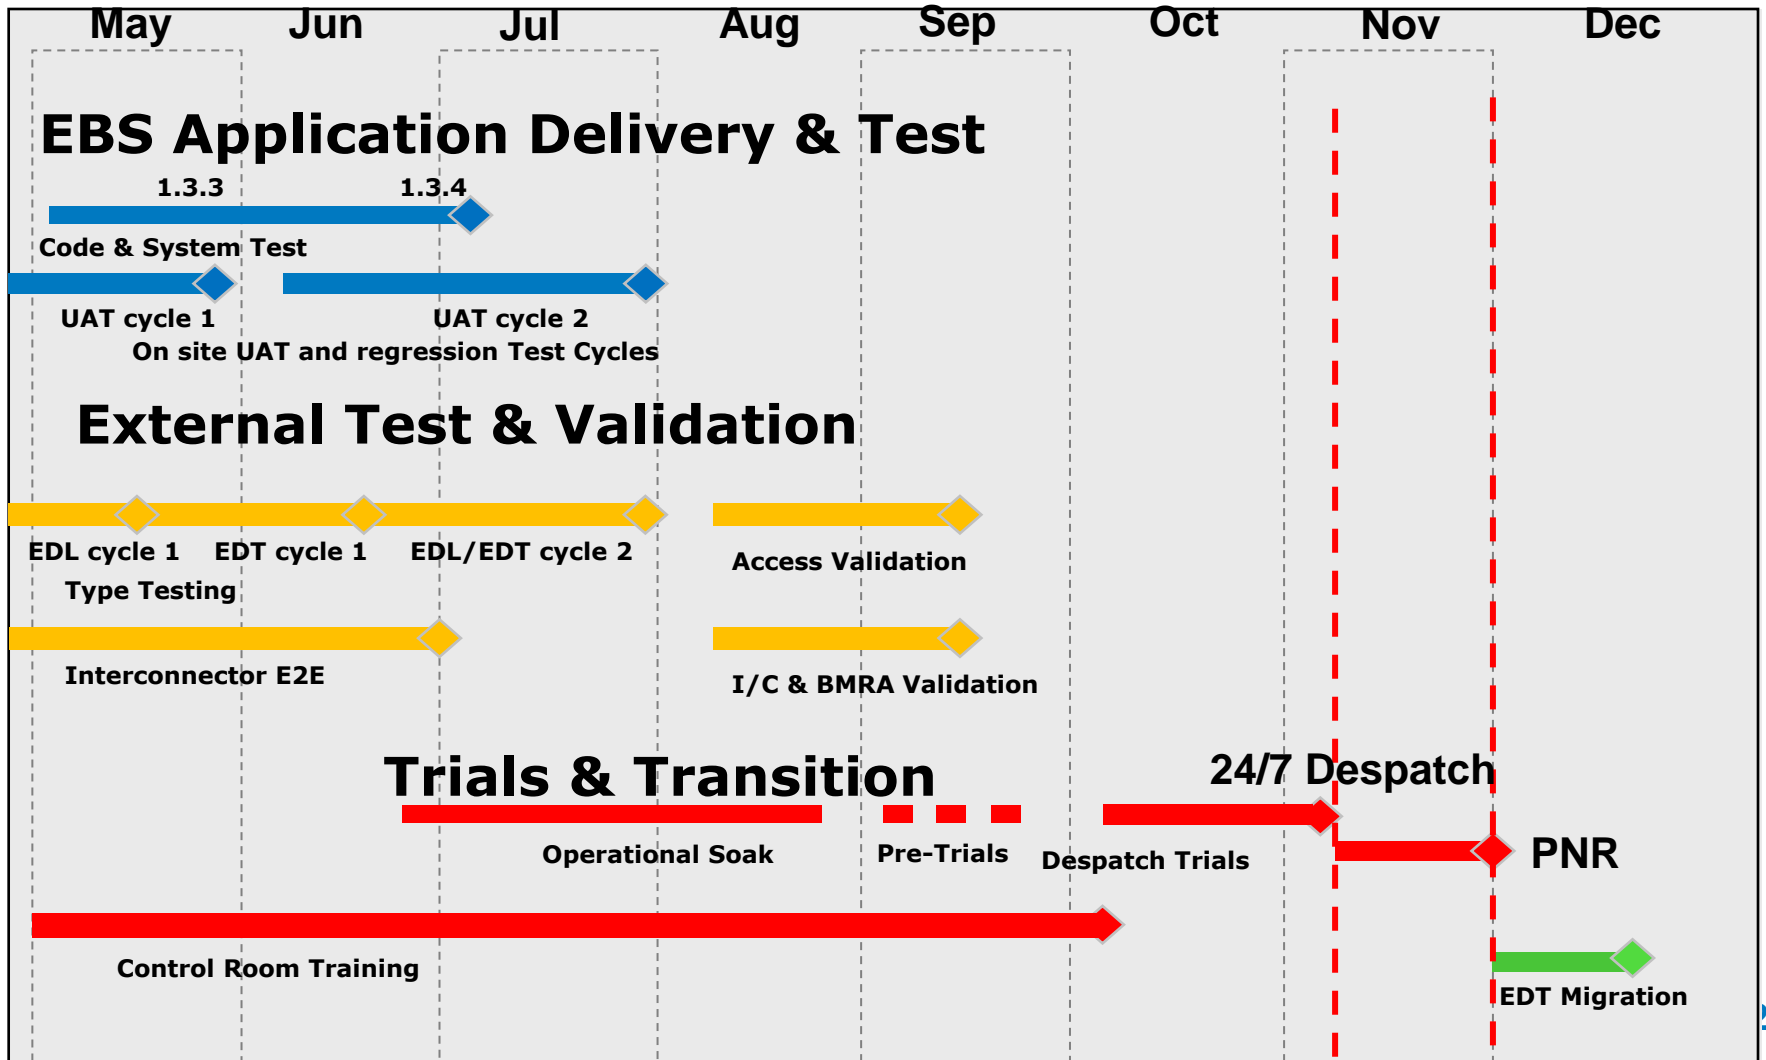 May Jun Jul Aug Sep Oct Nov Dec
EBS Application Delivery & Test
1.3.3 1.3.4
Code & System Test
UAT cycle 1 UAT cycle 2
On site UAT and regression Test Cycles
External Test & Validation
EDL cycle 1 EDT cycle 1 EDL/EDT cycle 2 Access Validation
Type Testing
Interconnector E2E I/C & BMRA Validation
Trials & Transition 24/7 Despatch
Operational Soak Pre-Trials Despatch Trials PNR
Control Room Training
EDT Migration